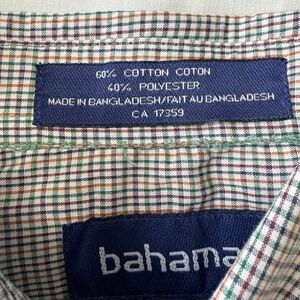 60% COTTON COTON
40% POLYESTER
MADE IN BANGLADESH/FAIT AU BANGLADESH
CA 17359
bahama